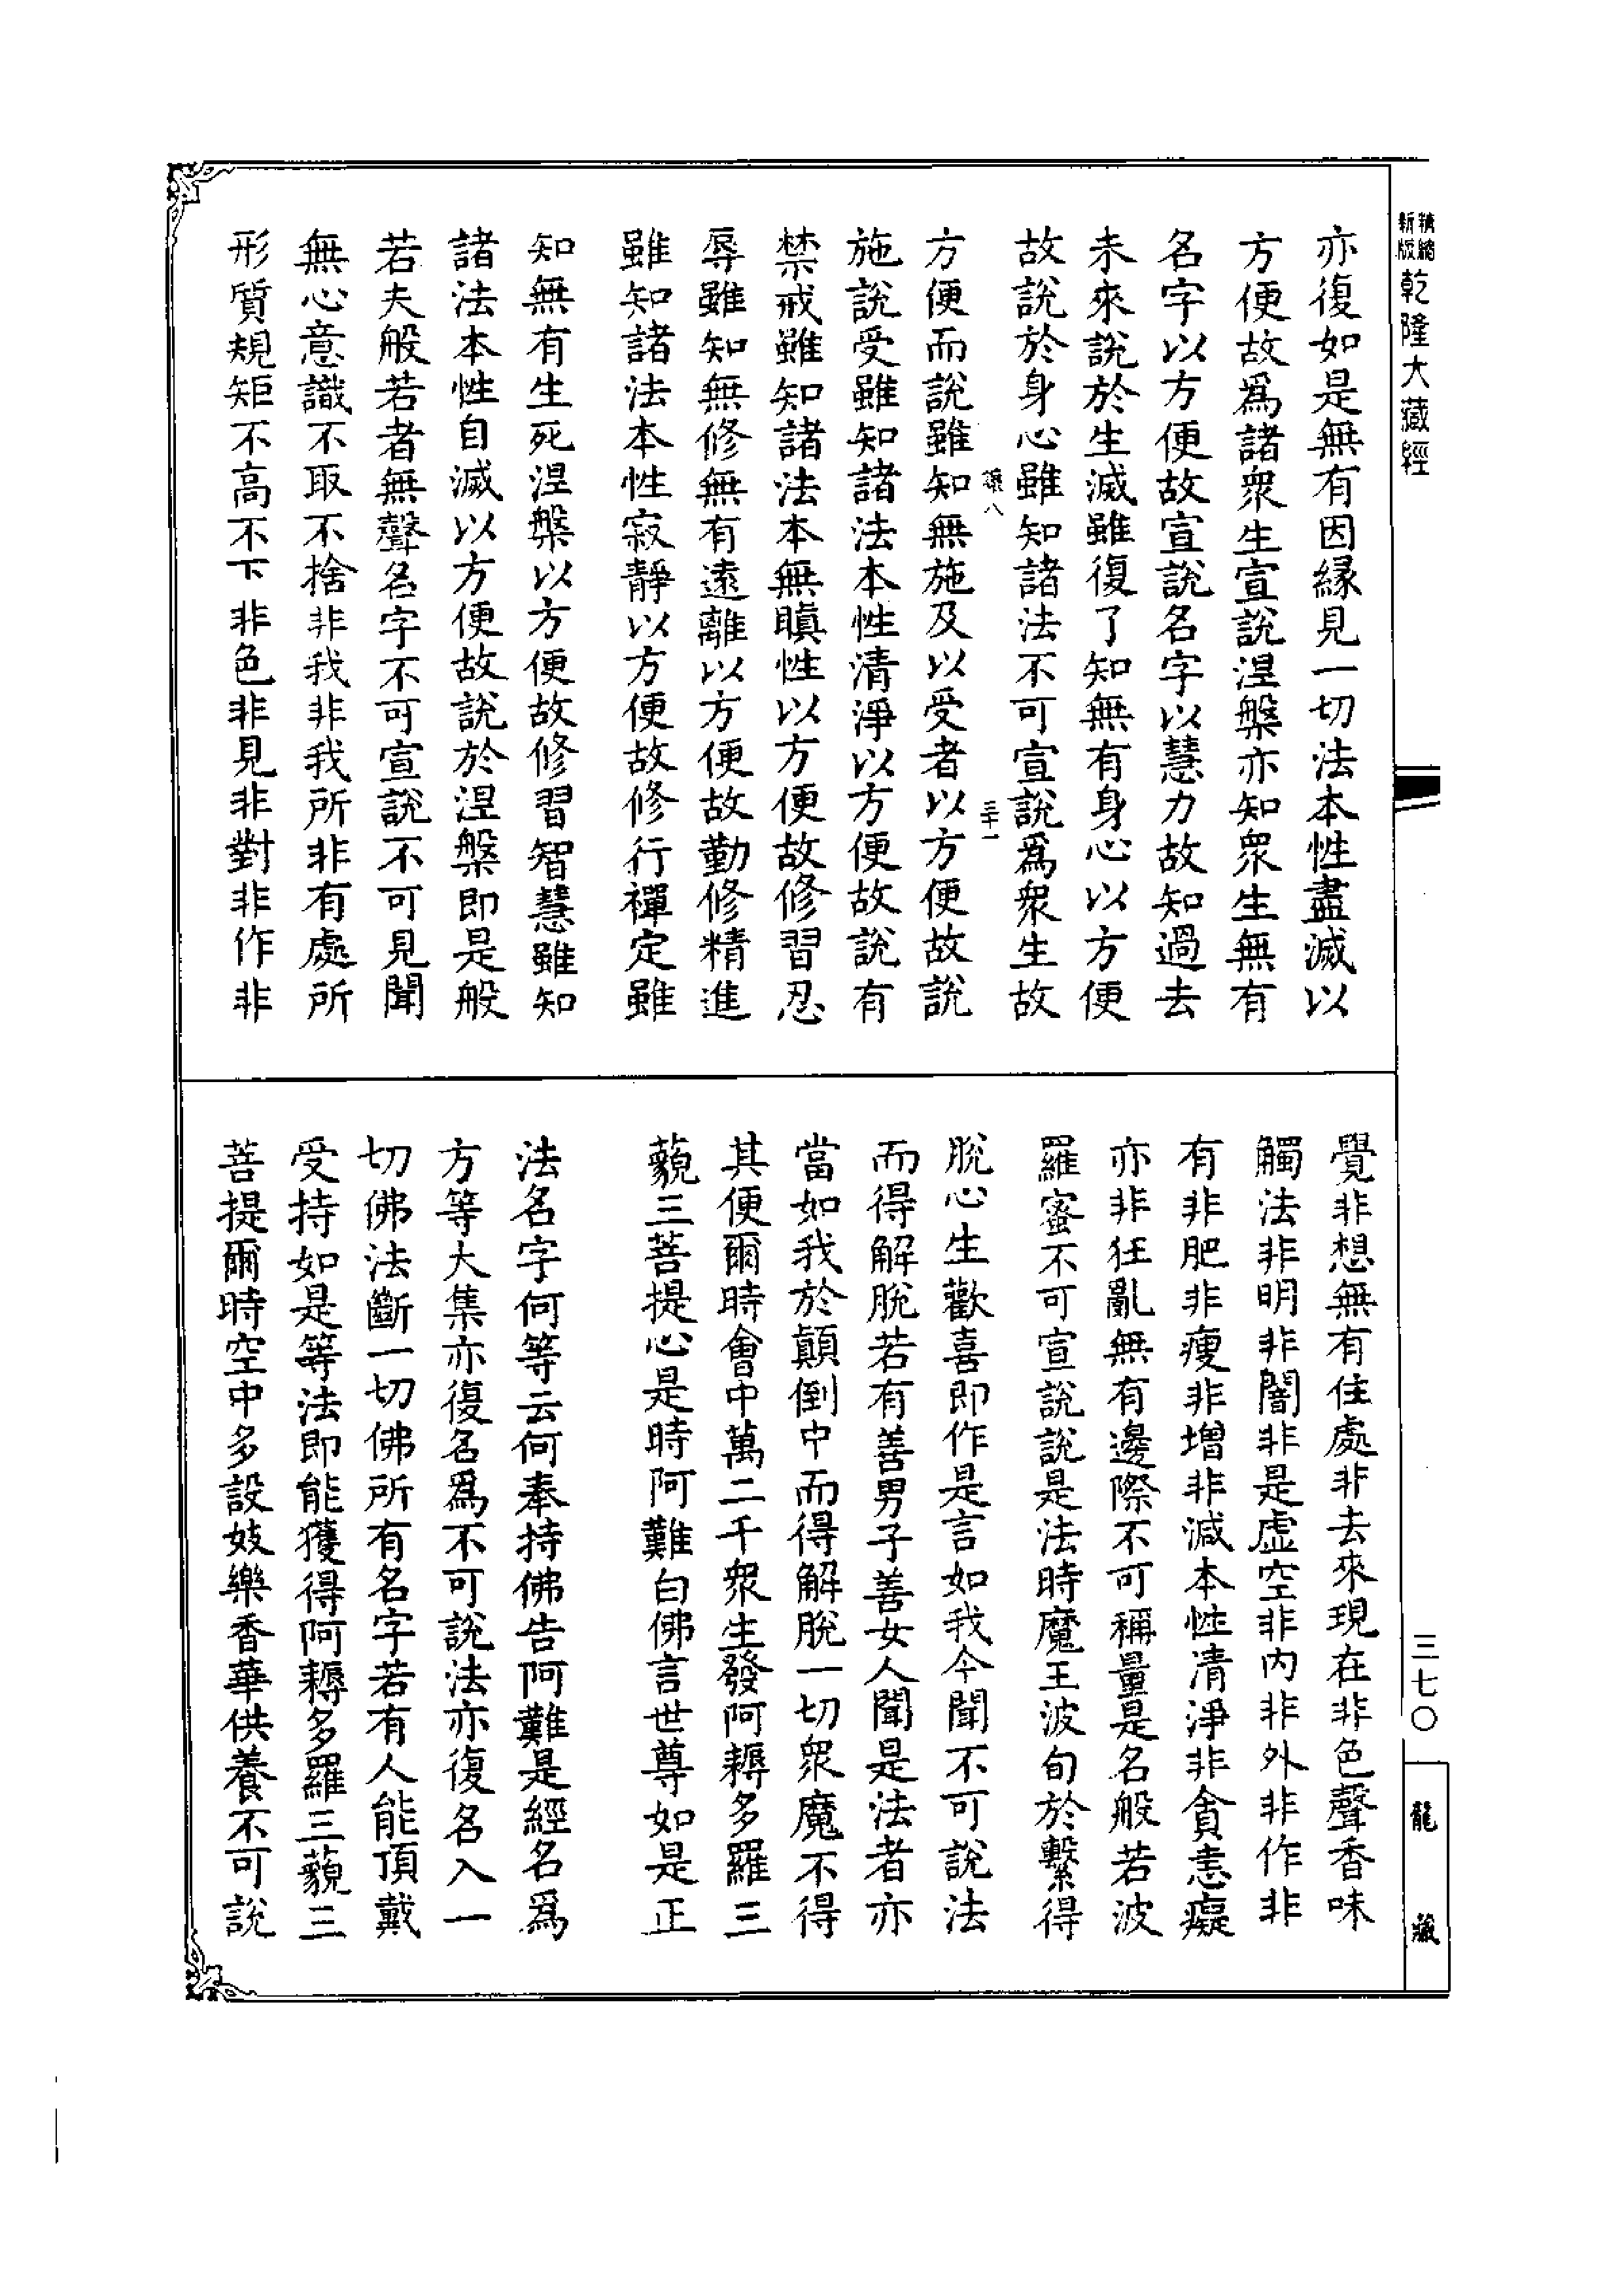 新版
精縮
乾隆大藏經
亦復如是無有因緣見一切法本性盡滅以
方便故爲諸衆生宣說涅槃亦知衆生無有
名字以方便故宣說名字以慧力故知過去
未來說於生滅雖復了知無有身心以方便
故說於身心雖知諸法不可宣說爲衆生故
三十一
方便而說雖知無施及以受者以方便故說
施說受雖知諸法本性清淨以方便故說有
禁戒雖知諸法本無瞋性以方便故修習忍
辱雖知無修無有遠離以方便故勤修精進
雖知諸法本性寂靜以方便故修行禪定雖
知無有生死涅槃以方便故修習智慧雖知
諸法本性自滅以方便故說於涅槃即是般
若夫般若者無聲名字不可宣說不可見聞
無心意識不取不捨非我非我所非有處所
形質規矩不高不下非色非見非對非作非
覺非想無有住處非去來現在非色聲香味
觸法非明非闇非是虛空非內非外非作非
有非肥非瘦非增非減本性清淨非貪恚癡
亦非狂亂無有邊際不可稱量是名般若波
羅蜜不可宣說說是法時魔王波旬於繫得
脫心生歡喜即作是言如我今聞不可說法
而得解脫若有善男子善女人聞是法者亦
當如我於顛倒中而得解脫一切衆魔不得
其便爾時會中萬二千衆生發阿耨多羅三
藐三菩提心是時阿難白佛言世尊如是正
法名字何等云何奉持佛告阿難是經名爲
方等大集亦復名爲不可說法亦復名入一
切佛法斷一切佛所有名字若有人能頂戴
受持如是等法即能獲得阿耨多羅三藐三
菩提爾時空中多設妓樂香華供養不可說
三七〇
龍藏